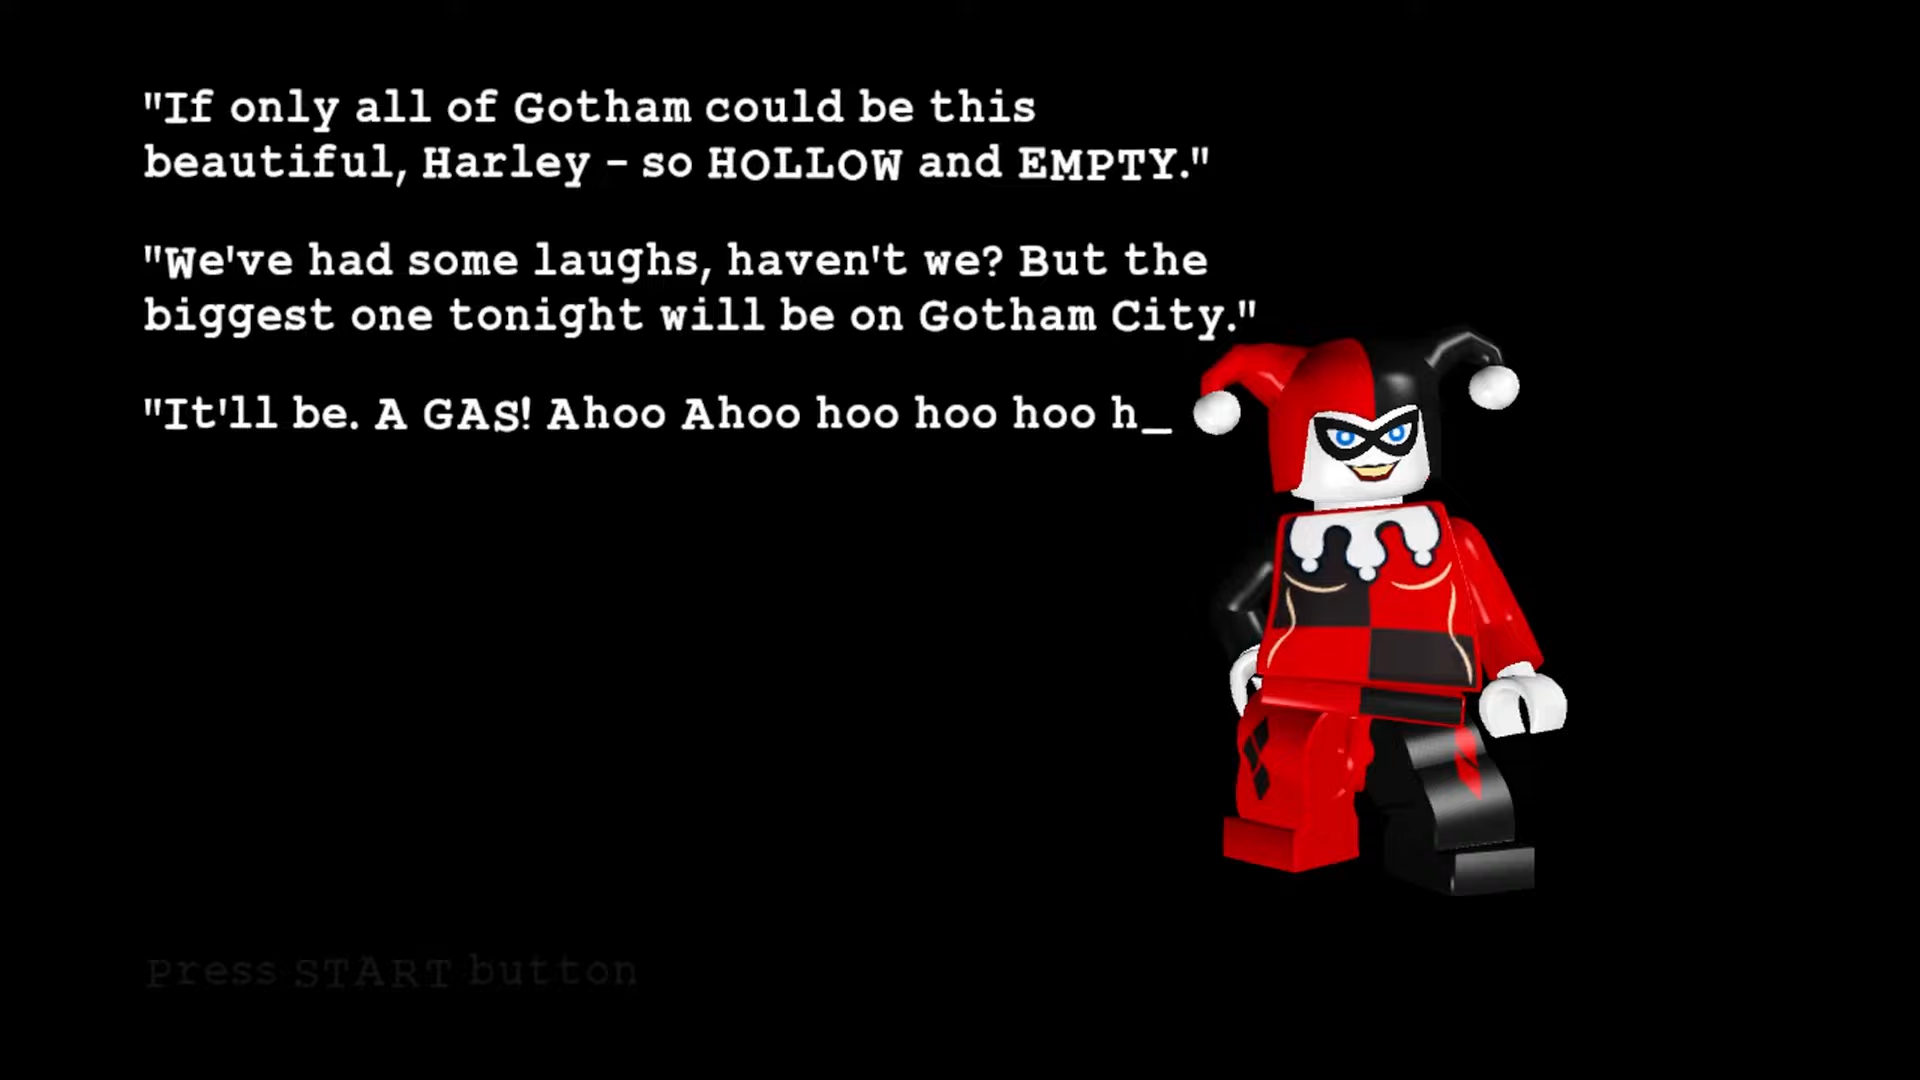 "If only all of Gotham could be this
beautiful, Harley - so HOLLOW and EMPTY."
"We've had some laughs, haven't we? But the
biggest one tonight will be on Gotham City."
"It'll be. A GAS! Ahoo Ahoo hoo hoo hoo h_
Press START button